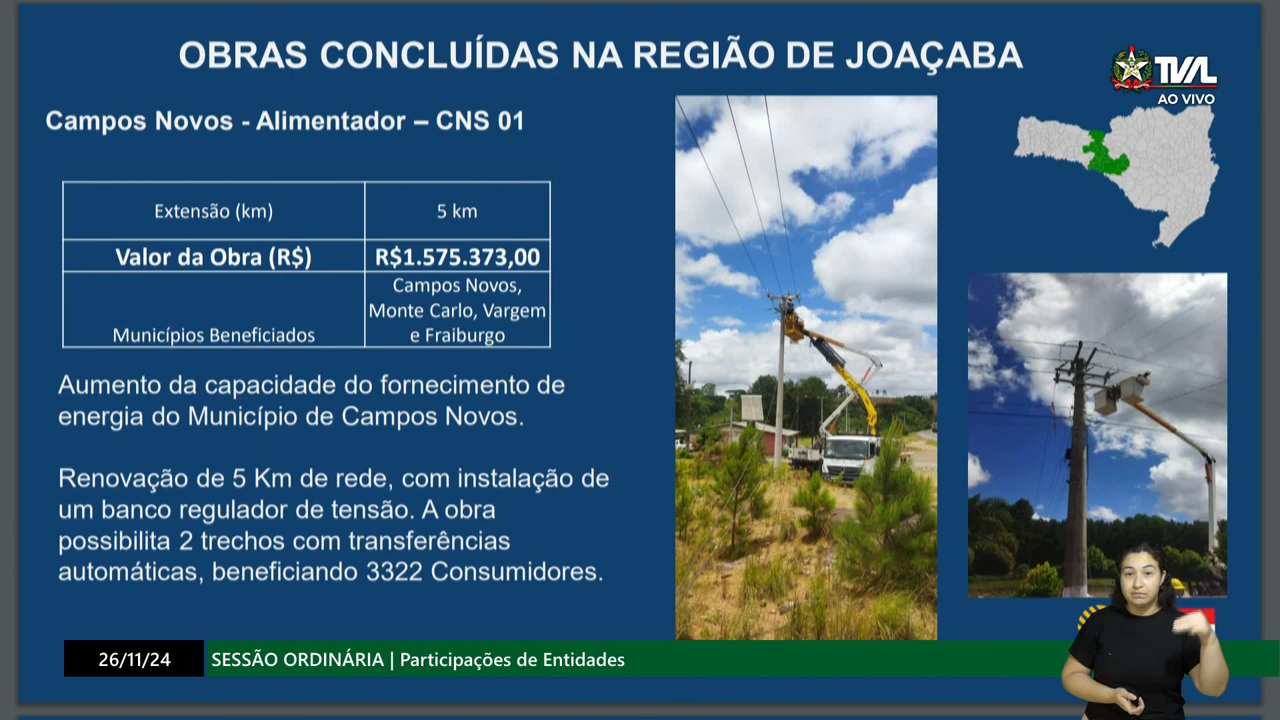 OBRAS CONCLUÍDAS NA REGIÃO DE JOAÇABA
TVAL
AO VIVO
Campos Novos - Alimentador – CNS 01
Extensão (km) 5 km
Valor da Obra (R$) R$1.575.373,00
Municípios Beneficiados
Campos Novos,
Monte Carlo, Vargem
e Fraiburgo
Aumento da capacidade do fornecimento de
energia do Município de Campos Novos.
Renovação de 5 Km de rede, com instalação de
um banco regulador de tensão. A obra
possibilita 2 trechos com transferências
automáticas, beneficiando 3322 Consumidores.
26/11/24 SESSÃO ORDINÁRIA | Participações de Entidades